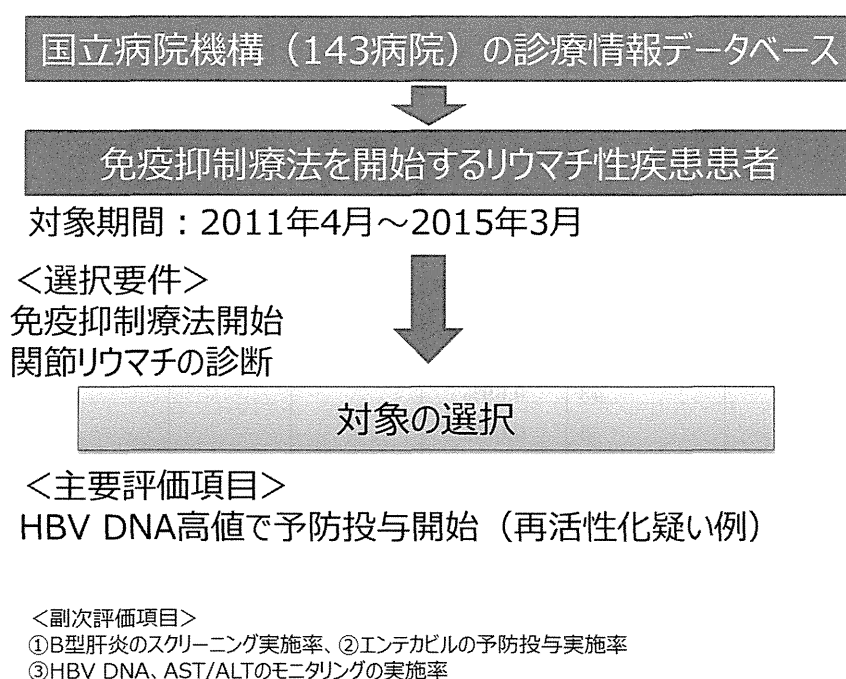 国立病院機構（143病院）の診療情報データベース
免疫抑制療法を開始するリウマチ性疾患患者
対象期間：2011年4月～2015年3月
＜選択要件＞
免疫抑制療法開始
関節リウマチの診断
対象の選択
＜主要評価項目＞
HBV DNA高値で予防投与開始（再活性化疑い例）
＜副次評価項目＞
①B型肝炎のスクリーニング実施率、②エンテカビルの予防投与実施率
③HBV DNA、AST/ALTのモニタリングの実施率